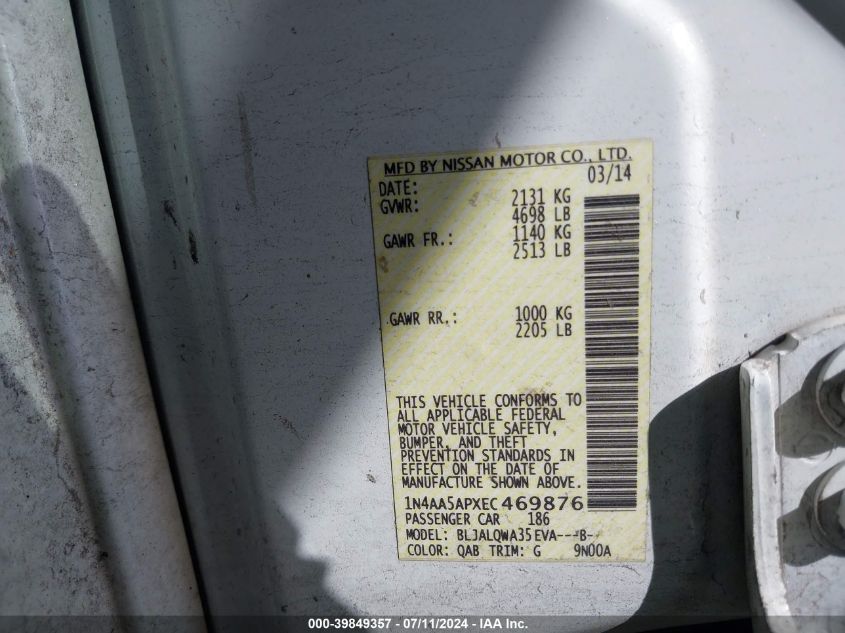 MFD BY NISSAN MOTOR CO., LTD.
DATE: 03/14
GVWR: 2131 KG
4698 LB
GAWR FR.: 1140 KG
2513 LB
GAWR RR.: 1000 KG
2205 LB
THIS VEHICLE CONFORMS TO
ALL APPLICABLE FEDERAL
MOTOR VEHICLE SAFETY,
BUMPER, AND THEFT
PREVENTION STANDARDS IN
EFFECT ON THE DATE OF
MANUFACTURE SHOWN ABOVE.
1N4AA5APXEC469876
PASSENGER CAR 186
MODEL: BLJALQWA35EVA---B-
COLOR: QAB TRIM: G 9N00A
000-39849357 - 07/11/2024 - IAA Inc.